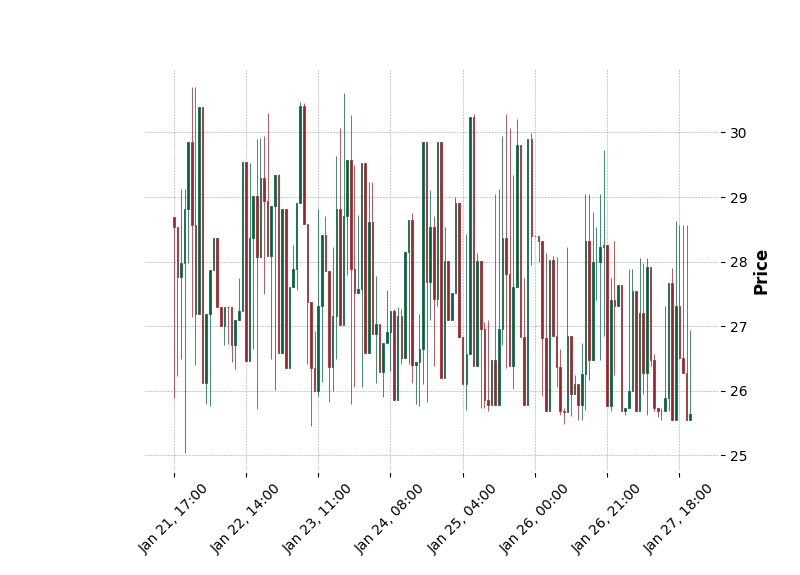 30
29
28
27
26
25
Price
Jan 21, 17:00
Jan 22, 14:00
Jan 23, 11:00
Jan 24, 08:00
Jan 25, 04:00
Jan 26, 00:00
Jan 26, 21:00
Jan 27, 18:00